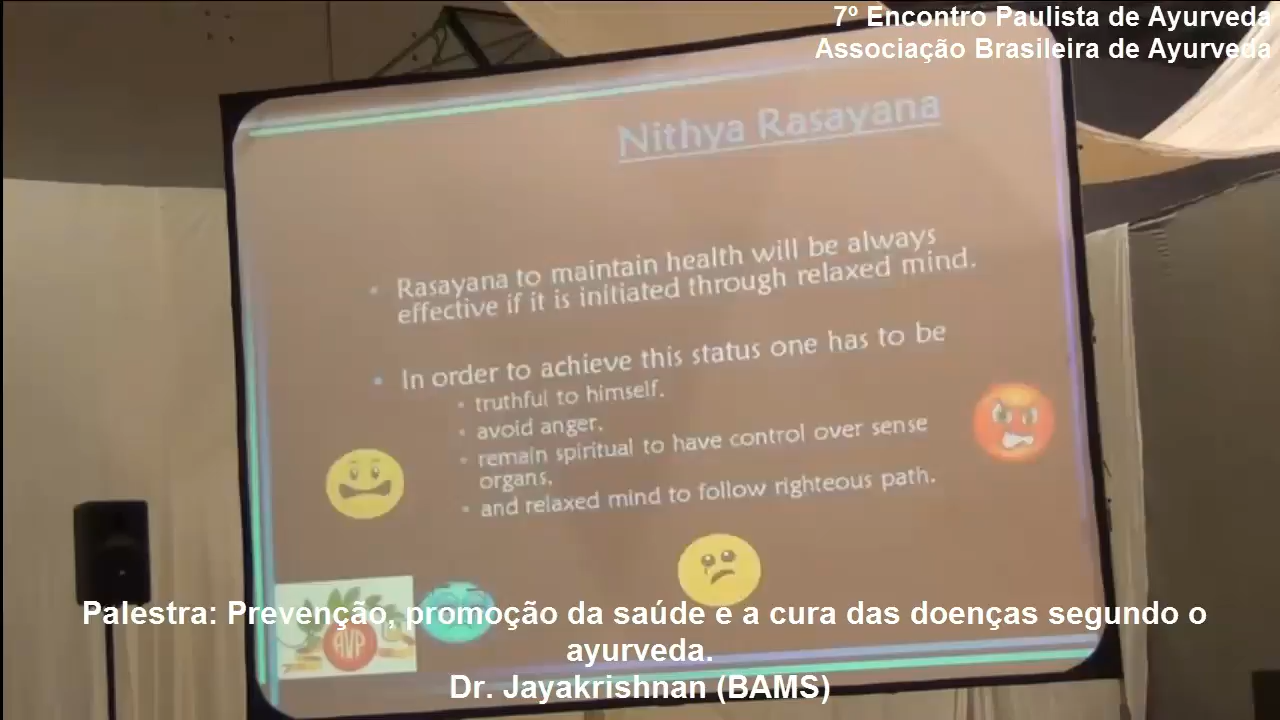 7º Encontro Paulista de Ayurveda
Associação Brasileira de Ayurveda
Nithya Rasayana
• Rasayana to maintain health will be always
effective if it is initiated through relaxed mind.
• In order to achieve this status one has to be
• truthful to himself.
• avoid anger.
• remain spiritual to have control over sense
organs.
• and relaxed mind to follow righteous path.
AVP
Palestra: Prevenção, promoção da saúde e a cura das doenças segundo o
ayurveda.
Dr. Jayakrishnan (BAMS)